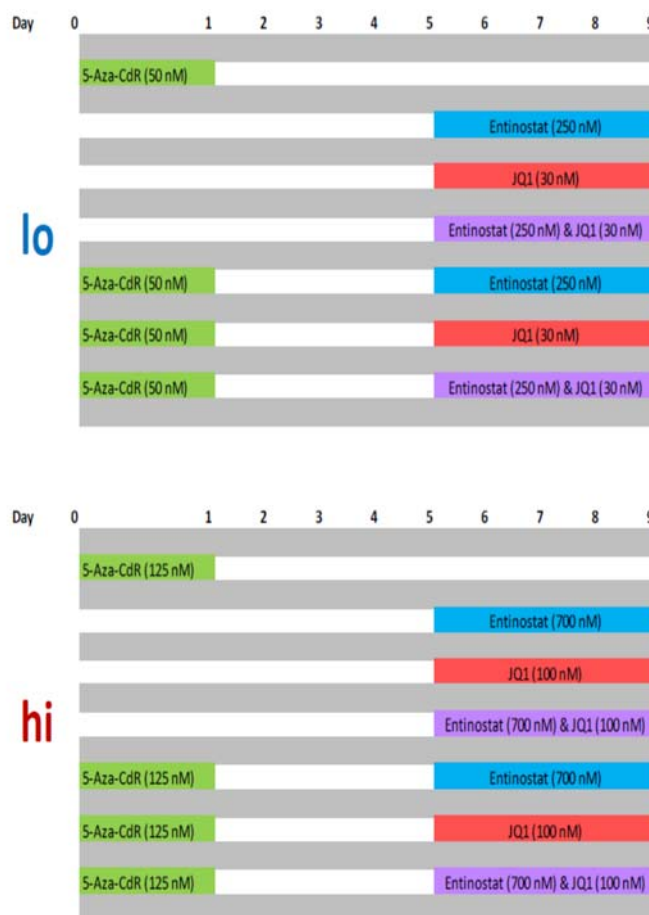 Day 0 1 2 3 4 5 6 7 8 9
5-Aza-CdR (50 nM)
Entinostat (250 nM)
JQ1 (30 nM)
Entinostat (250 nM) & JQ1 (30 nM)
lo
5-Aza-CdR (50 nM) Entinostat (250 nM)
5-Aza-CdR (50 nM) JQ1 (30 nM)
5-Aza-CdR (50 nM) Entinostat (250 nM) & JQ1 (30 nM)
Day 0 1 2 3 4 5 6 7 8 9
5-Aza-CdR (125 nM)
Entinostat (700 nM)
JQ1 (100 nM)
hi
Entinostat (700 nM) & JQ1 (100 nM)
5-Aza-CdR (125 nM) Entinostat (700 nM)
5-Aza-CdR (125 nM) JQ1 (100 nM)
5-Aza-CdR (125 nM) Entinostat (700 nM) & JQ1 (100 nM)